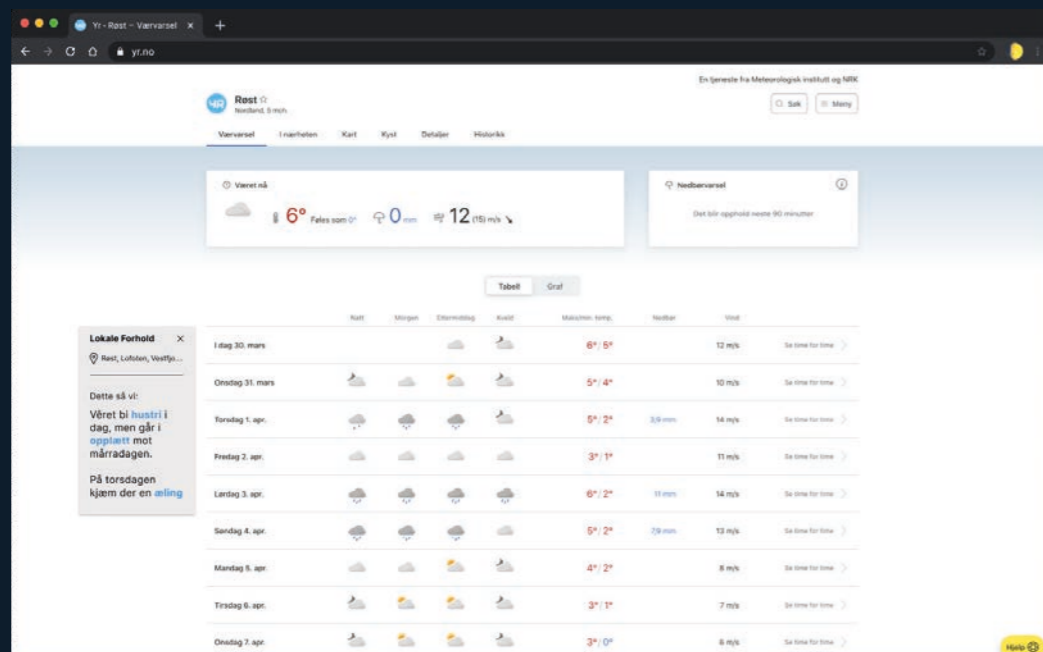 Yr - Røst – Værvarsel
yr.no
En tjeneste fra Meteorologisk institutt og NRK
YR
Røst
Nordland, 5 moh
Søk
Meny
Værvarsel I nærheten Kart Kyst Detaljer Historikk
Været nå
6° Føles som 0° 0 mm 12 (15) m/s
Nedbørvarsel
Det blir opphold neste 90 minutter
Tabell Graf
Natt Morgen Ettermiddag Kveld Maks/min. temp. Nedbør Vind
I dag 30. mars 6°/5° 12 m/s Se time for time
Onsdag 31. mars 5°/4° 10 m/s Se time for time
Torsdag 1. apr. 5°/2° 3,9 mm 14 m/s Se time for time
Fredag 2. apr. 3°/1° 11 m/s Se time for time
Lørdag 3. apr. 6°/2° 11 mm 14 m/s Se time for time
Søndag 4. apr. 5°/2° 7,9 mm 13 m/s Se time for time
Mandag 5. apr. 4°/2° 8 m/s Se time for time
Tirsdag 6. apr. 3°/1° 7 m/s Se time for time
Onsdag 7. apr. 3°/0° 6 m/s Se time for time
Lokale Forhold
Røst, Lofoten, Vestfjo...
Dette så vi:
Vêret bi hustri i
dag, men går i
opplætt mot
mårradagen.
På torsdagen
kjæm der en æling
Hjelp